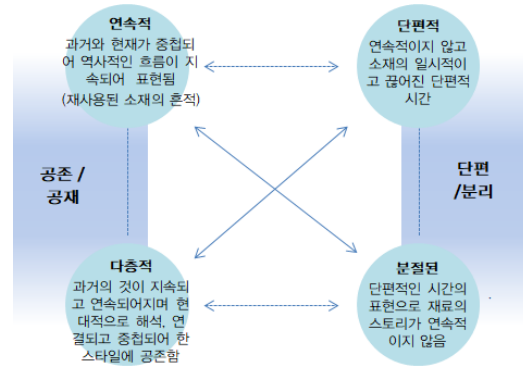 연속적
과거와 현재가 중첩되
어 역사적인 흐름이 지
속되어 표현됨
(재사용된 소재의 흔적)
단편적
연속적이지 않고
소재의 일시적이
고 끊어진 단편적
시간
공존 /
공재
단편
/분리
다층적
과거의 것이 지속되
고 연속되어지며 현
대적으로 해석, 연
결되고 중첩되어 한
스타일에 공존함
분절된
단편적인 시간의
표현으로 재료의
스토리가 연속적
이지 않음